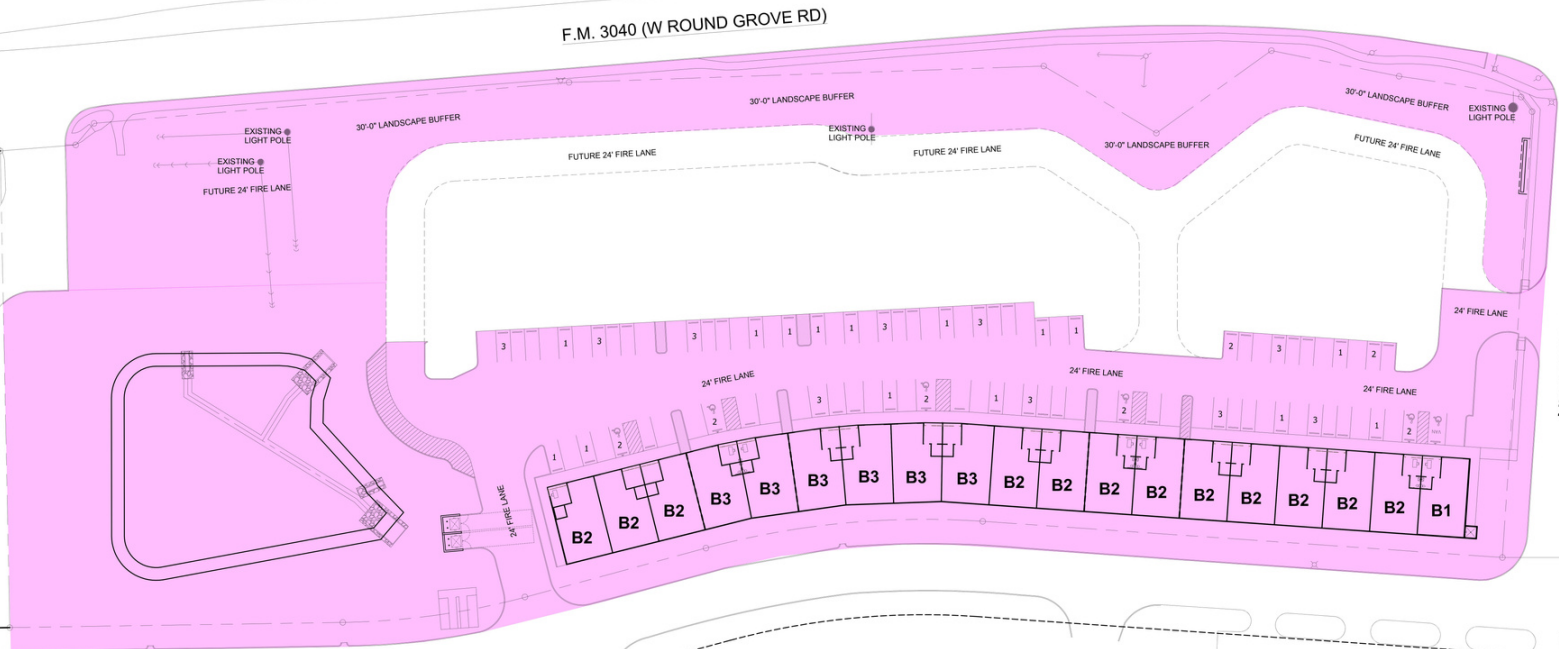 F.M. 3040 (W ROUND GROVE RD)
30'-0" LANDSCAPE BUFFER
30'-0" LANDSCAPE BUFFER
30'-0" LANDSCAPE BUFFER
EXISTING
LIGHT POLE
30'-0" LANDSCAPE BUFFER
EXISTING
LIGHT POLE
EXISTING
LIGHT POLE
EXISTING
LIGHT POLE
FUTURE 24' FIRE LANE
FUTURE 24' FIRE LANE
FUTURE 24' FIRE LANE
FUTURE 24' FIRE LANE
24' FIRE LANE
3 1 3 3 1 1 1 3 1 3 1 1
2 3 1 2
24' FIRE LANE
24' FIRE LANE
24' FIRE LANE
1 1 2 2 3 1 2 1 3 2 3 1 3 1 2
24' FIRE LANE
B2 B2 B2 B3 B3 B3 B3 B3 B3 B2 B2 B2 B2 B2 B2 B2 B2 B2 B1